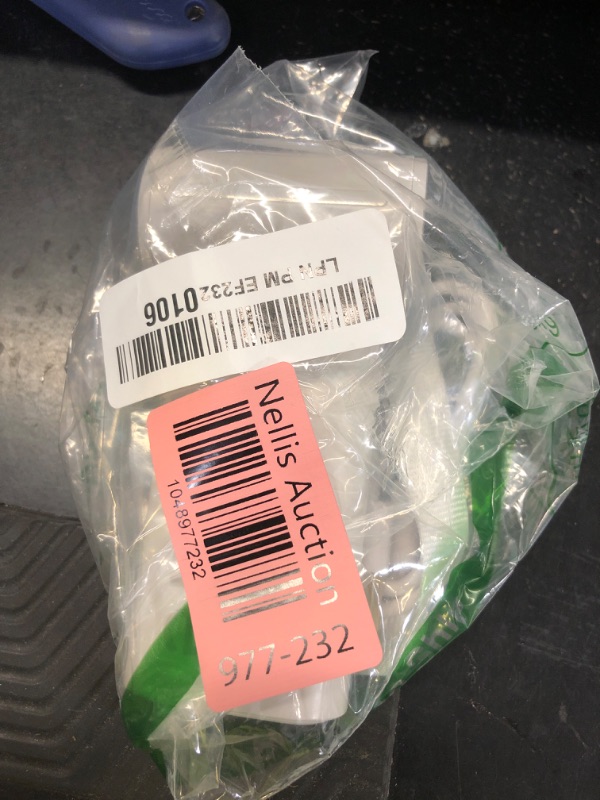 LPN PM EF2320106
Nellis Auction
1048977232
977-232